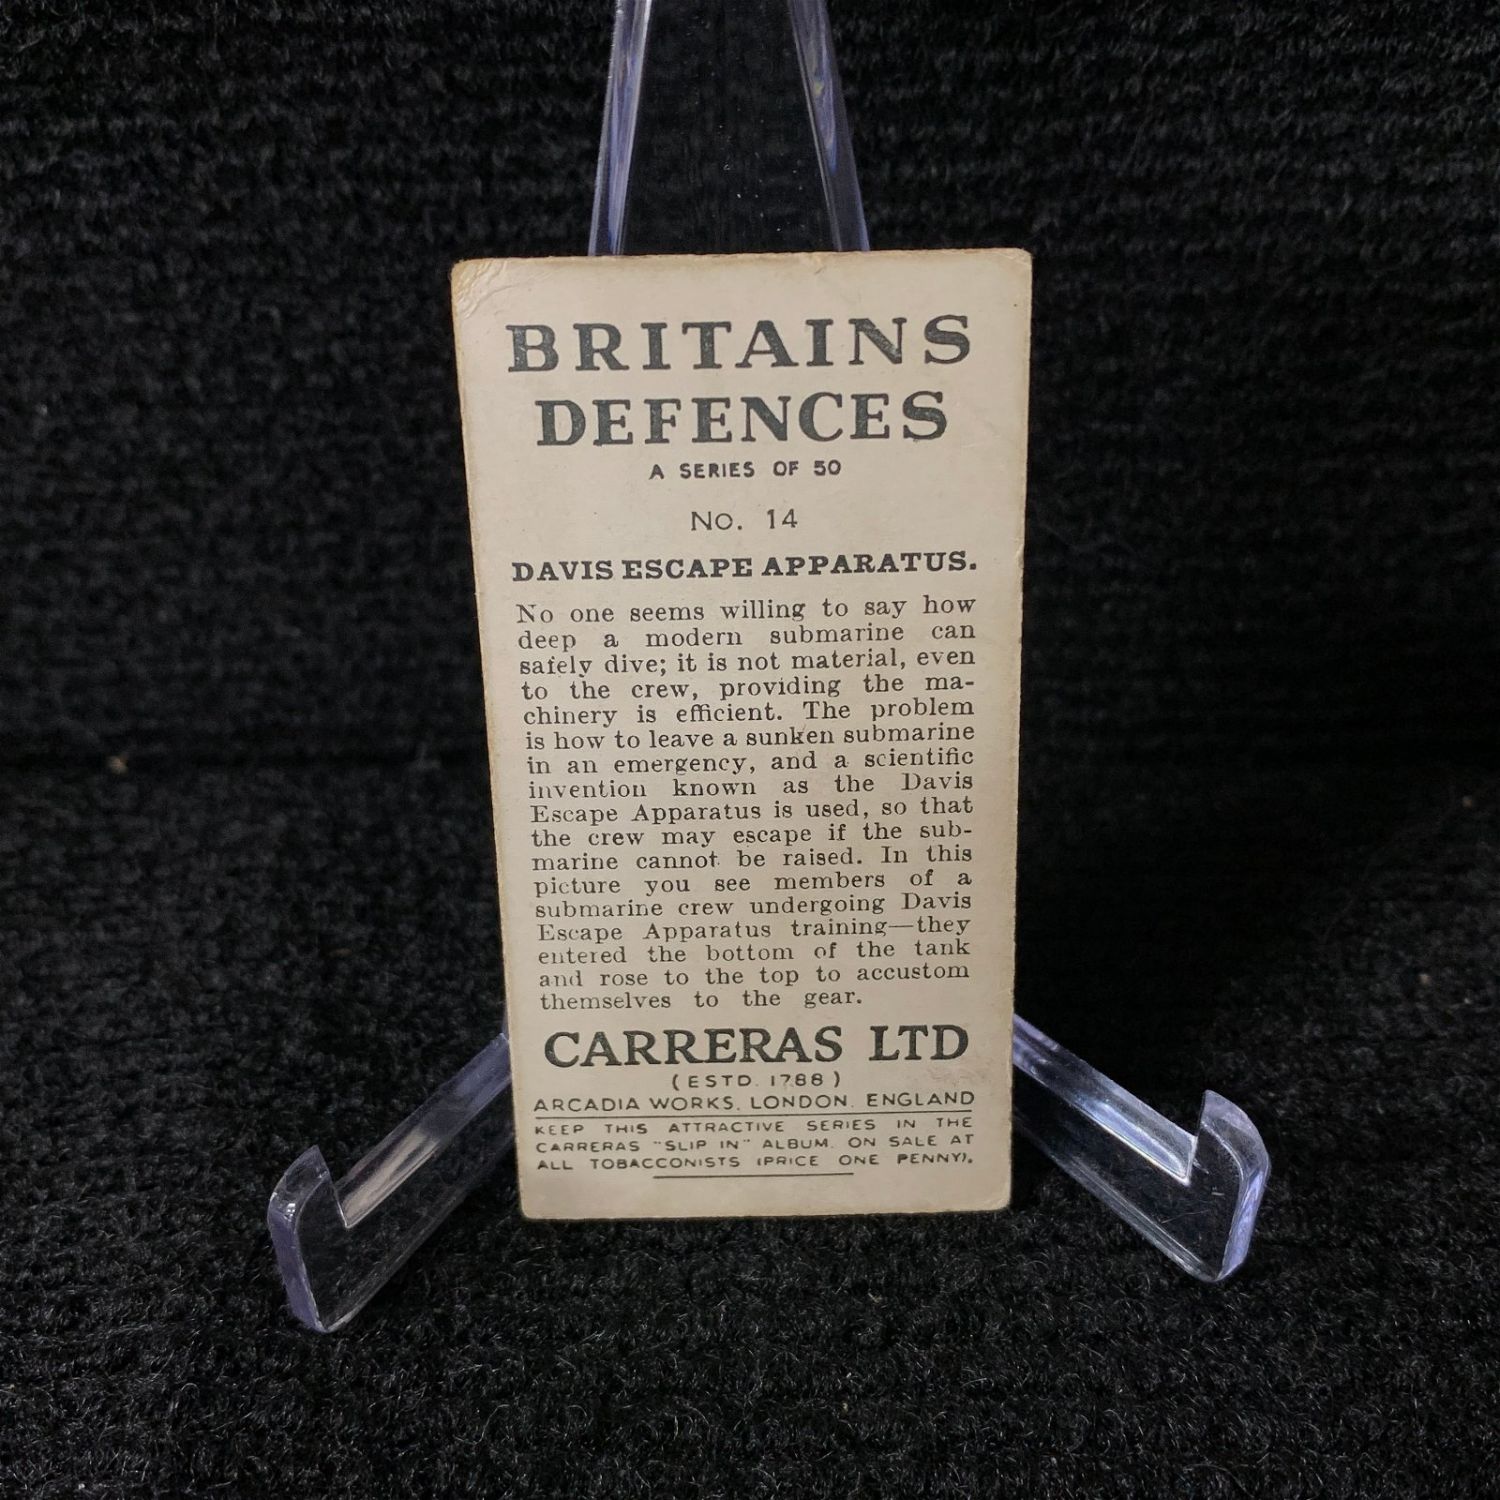 BRITAINS
DEFENCES
A SERIES OF 50
No. 14
DAVIS ESCAPE APPARATUS.
No one seems willing to say how
deep a modern submarine can
safely dive; it is not material, even
to the crew, providing the ma-
chinery is efficient. The problem
is how to leave a sunken submarine
in an emergency, and a scientific
invention known as the Davis
Escape Apparatus is used, so that
the crew may escape if the sub-
marine cannot be raised. In this
picture you see members of a
submarine crew undergoing Davis
Escape Apparatus training—they
entered the bottom of the tank
and rose to the top to accustom
themselves to the gear.
CARRERAS LTD
(ESTD. 1788)
ARCADIA WORKS, LONDON. ENGLAND
KEEP THIS ATTRACTIVE SERIES IN THE
CARRERAS "SLIP IN" ALBUM. ON SALE AT
ALL TOBACCONISTS (PRICE ONE PENNY).